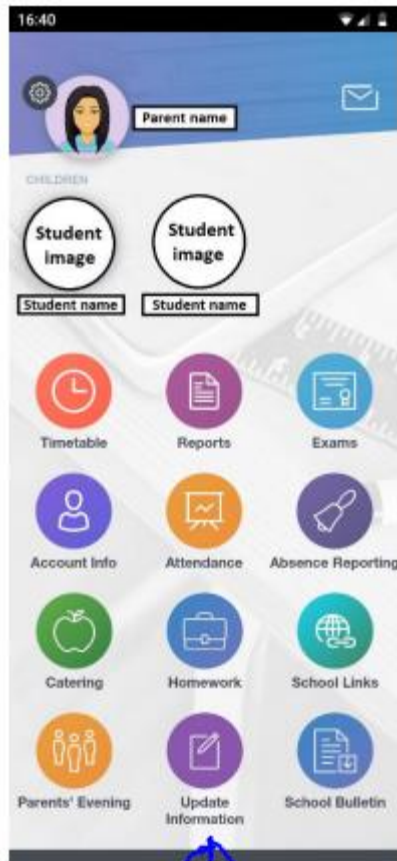 16:40
Parent name
CHILDREN
Student image
Student image
Student name
Student name
Timetable
Reports
Exams
Account Info
Attendance
Absence Reporting
Catering
Homework
School Links
Parents' Evening
Update Information
School Bulletin